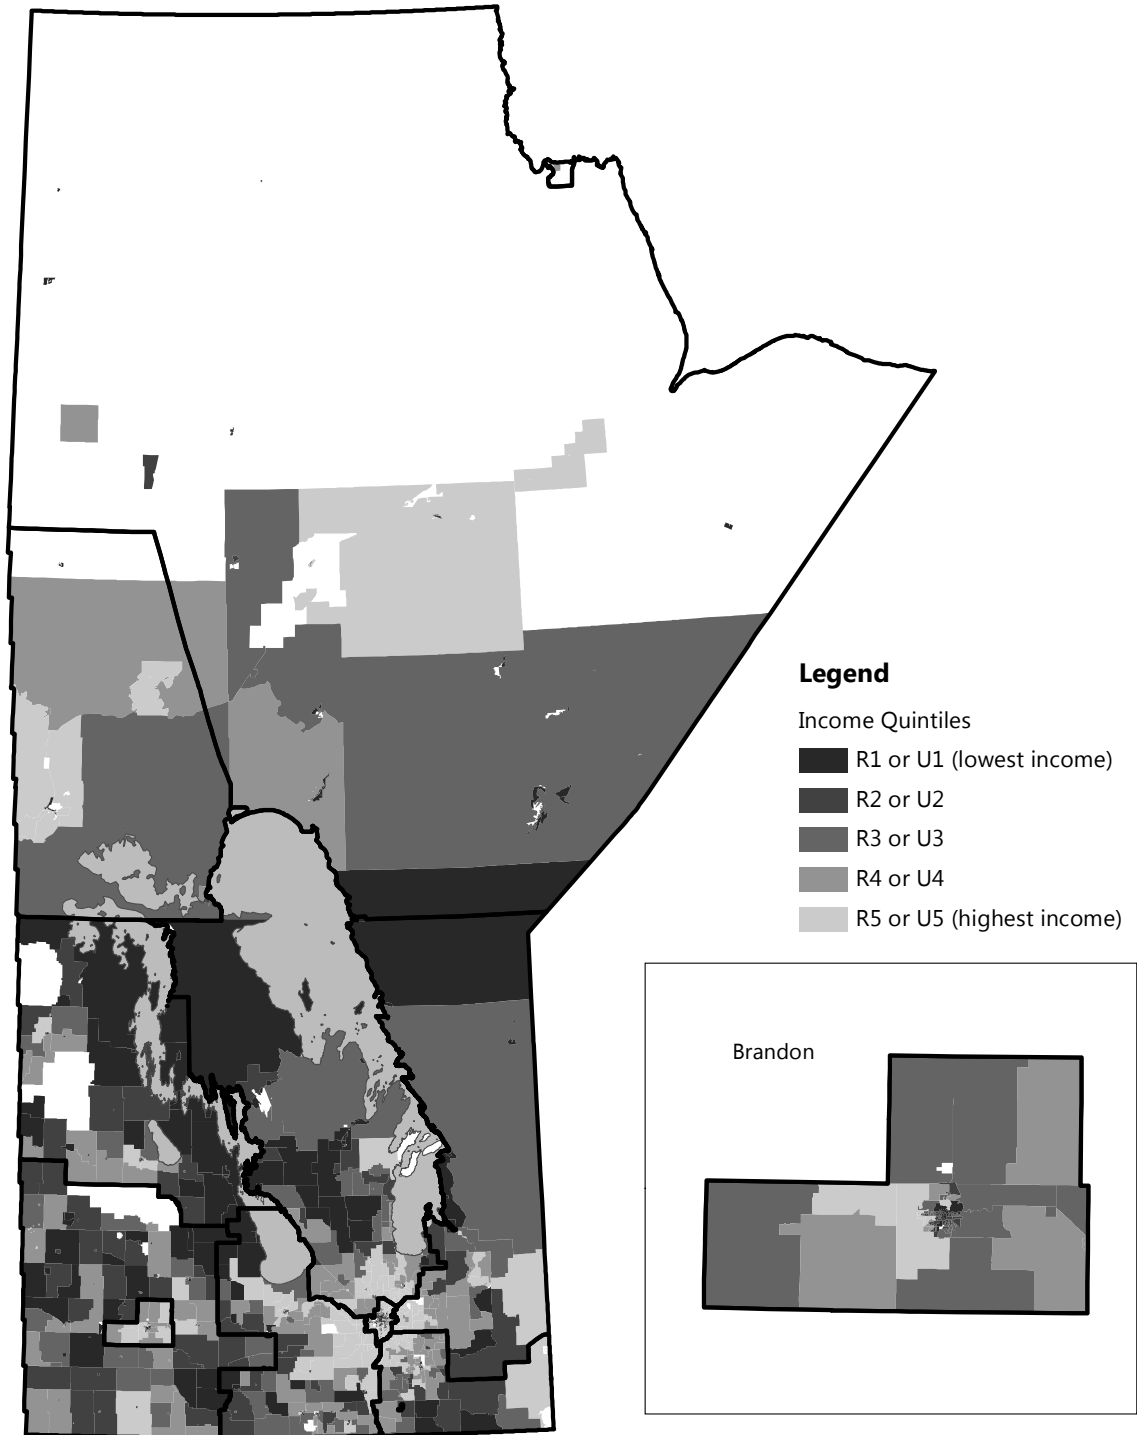 Legend
Income Quintiles
R1 or U1 (lowest income)
R2 or U2
R3 or U3
R4 or U4
R5 or U5 (highest income)
Brandon